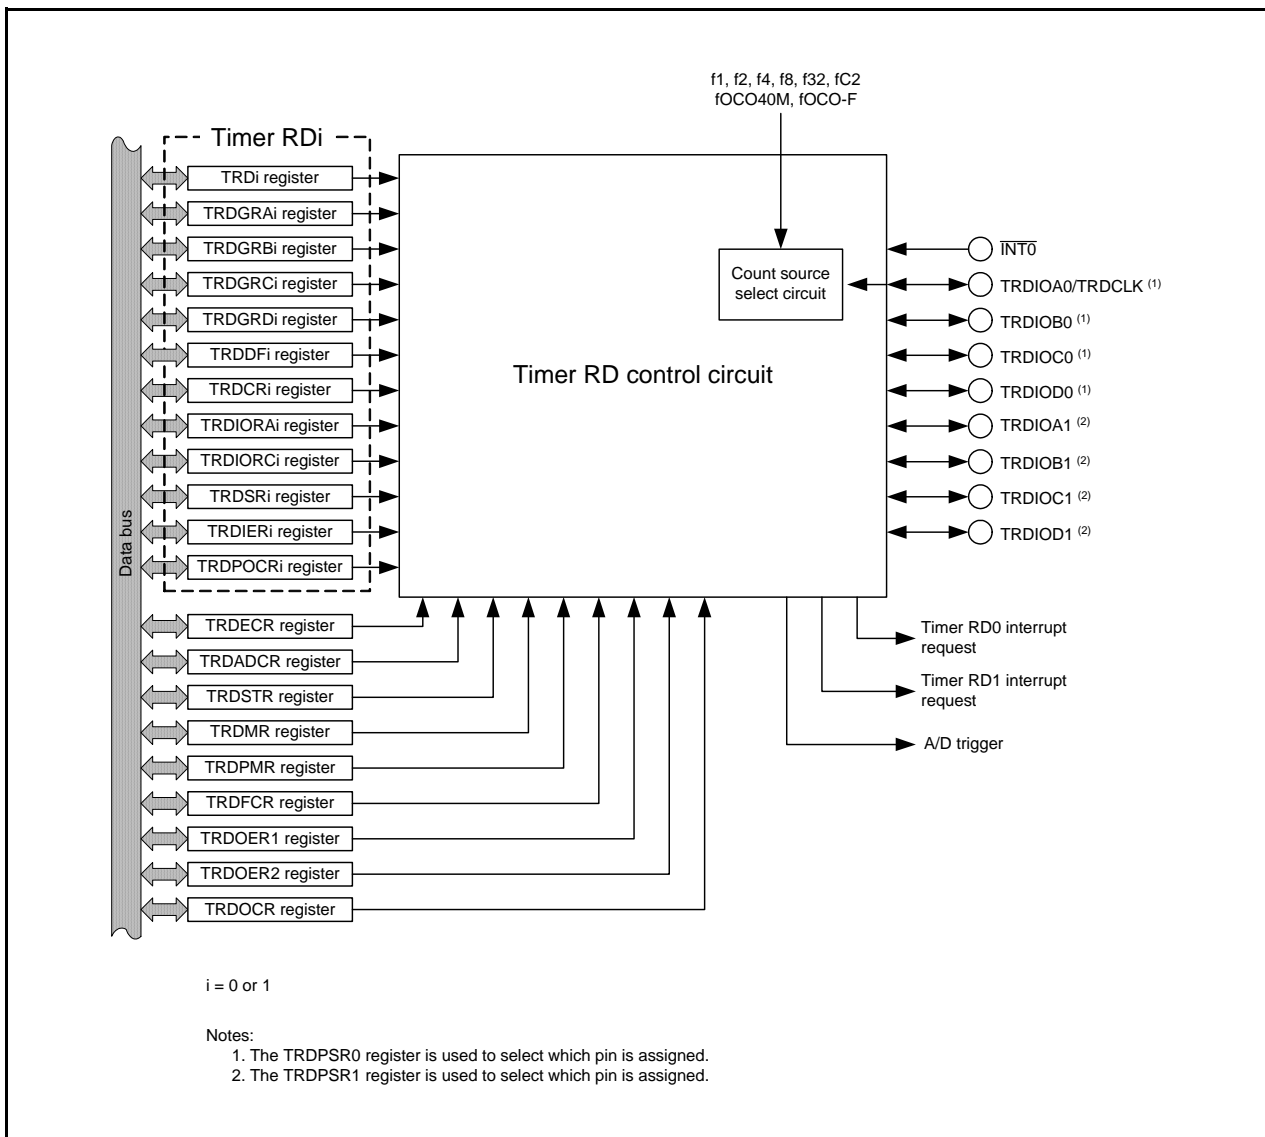 f1, f2, f4, f8, f32, fC2
fOCO40M, fOCO-F
Timer RDi
TRDi register
TRDGRAi register
TRDGRBi register
TRDGRCi register
TRDGRDi register
TRDDFi register
TRDCRi register
TRDIORAi register
TRDIORCi register
TRDSRi register
TRDIERi register
TRDPOCRi register
Data bus
TRDECR register
TRDADCR register
TRDSTR register
TRDMR register
TRDPMR register
TRDFCR register
TRDOER1 register
TRDOER2 register
TRDOCR register
Timer RD control circuit
Count source
select circuit
INT0
TRDIOA0/TRDCLK (1)
TRDIOB0 (1)
TRDIOC0 (1)
TRDIOD0 (1)
TRDIOA1 (2)
TRDIOB1 (2)
TRDIOC1 (2)
TRDIOD1 (2)
Timer RD0 interrupt
request
Timer RD1 interrupt
request
A/D trigger
i = 0 or 1
Notes:
1. The TRDPSR0 register is used to select which pin is assigned.
2. The TRDPSR1 register is used to select which pin is assigned.